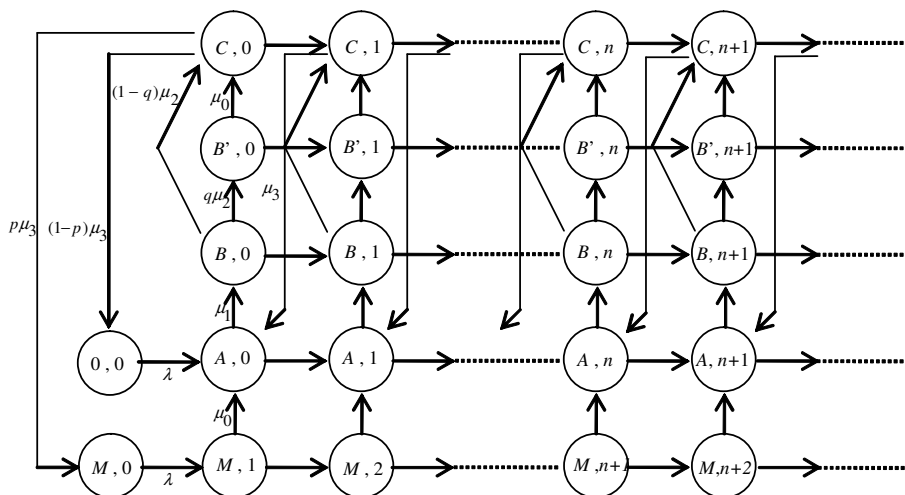 C, 0 C, 1 C, n C, n+1
(1 - q)μ2 μ0
B', 0 B', 1 B', n B', n+1
qμ2 μ3
pμ3 (1-p)μ3
B, 0 B, 1 B, n B, n+1
μ1
0, 0 A, 0 A, 1 A, n A, n+1
λ
μ0
M, 0 M, 1 M, 2 M, n+1 M, n+2
λ